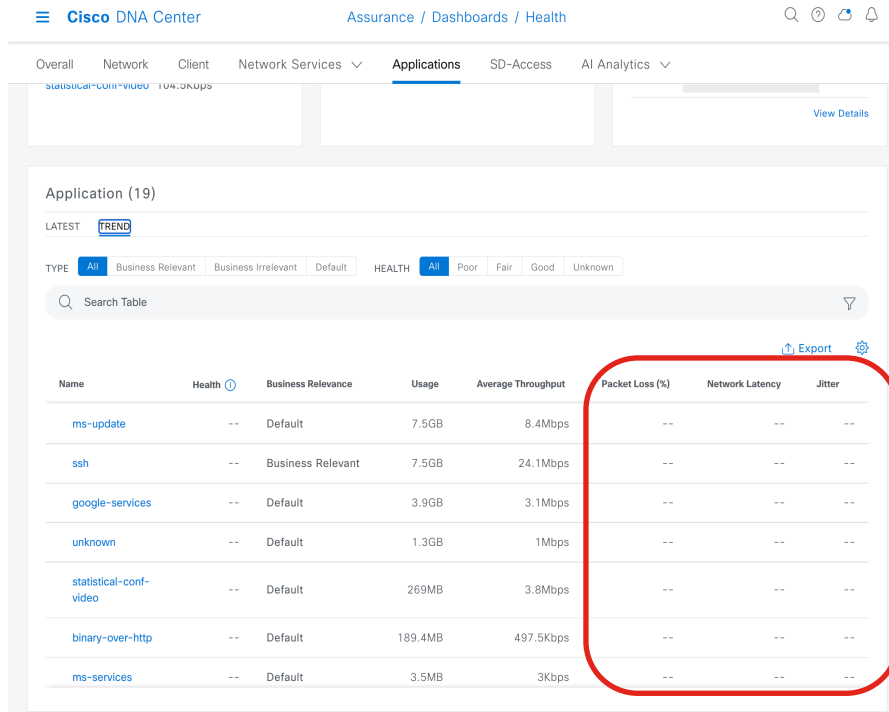 Cisco DNA Center
Assurance / Dashboards / Health
Overall Network Client Network Services Applications SD-Access AI Analytics
statistical-conf-video 104.5Kbps
View Details
Application (19)
LATEST TREND
TYPE All Business Relevant Business Irrelevant Default HEALTH All Poor Fair Good Unknown
Search Table
Export
Name Health Business Relevance Usage Average Throughput Packet Loss (%) Network Latency Jitter
ms-update -- Default 7.5GB 8.4Mbps -- -- --
ssh -- Business Relevant 7.5GB 24.1Mbps -- -- --
google-services -- Default 3.9GB 3.1Mbps -- -- --
unknown -- Default 1.3GB 1Mbps -- -- --
statistical-conf-
video -- Default 269MB 3.8Mbps -- -- --
binary-over-http -- Default 189.4MB 497.5Kbps -- -- --
ms-services -- Default 3.5MB 3Kbps -- -- --